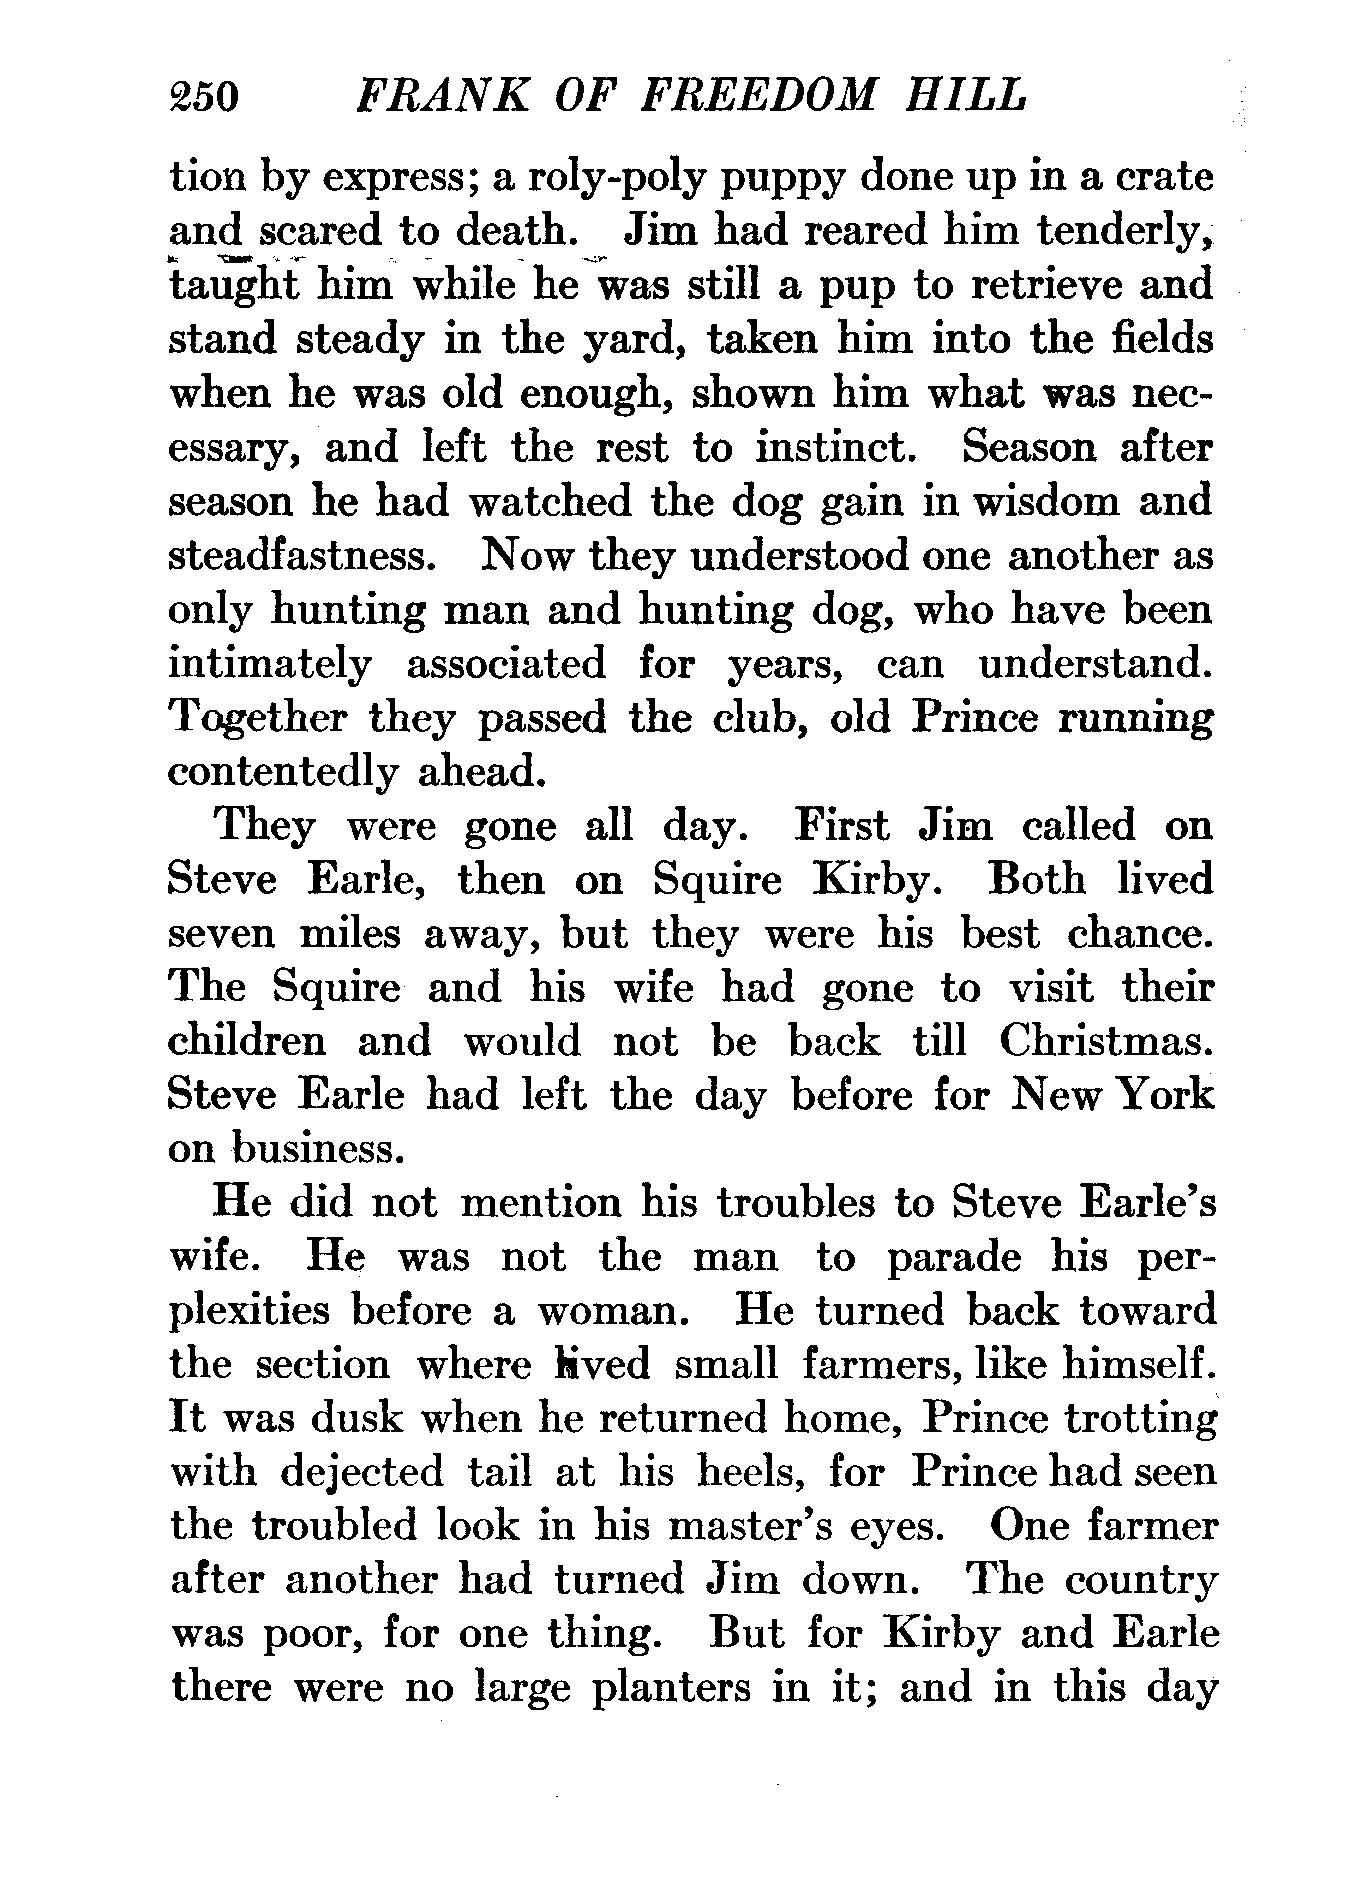 250 FRANK OF FREEDOM HILL
tion by express; a roly-poly puppy done up in a crate
and scared to death. Jim had reared him tenderly,
taught him while he was still a pup to retrieve and
stand steady in the yard, taken him into the fields
when he was old enough, shown him what was nec-
essary, and left the rest to instinct. Season after
season he had watched the dog gain in wisdom and
steadfastness. Now they understood one another as
only hunting man and hunting dog, who have been
intimately associated for years, can understand.
Together they passed the club, old Prince running
contentedly ahead.
They were gone all day. First Jim called on
Steve Earle, then on Squire Kirby. Both lived
seven miles away, but they were his best chance.
The Squire and his wife had gone to visit their
children and would not be back till Christmas.
Steve Earle had left the day before for New York
on business.
He did not mention his troubles to Steve Earle's
wife. He was not the man to parade his per-
plexities before a woman. He turned back toward
the section where lived small farmers, like himself.
It was dusk when he returned home, Prince trotting
with dejected tail at his heels, for Prince had seen
the troubled look in his master's eyes. One farmer
after another had turned Jim down. The country
was poor, for one thing. But for Kirby and Earle
there were no large planters in it; and in this day